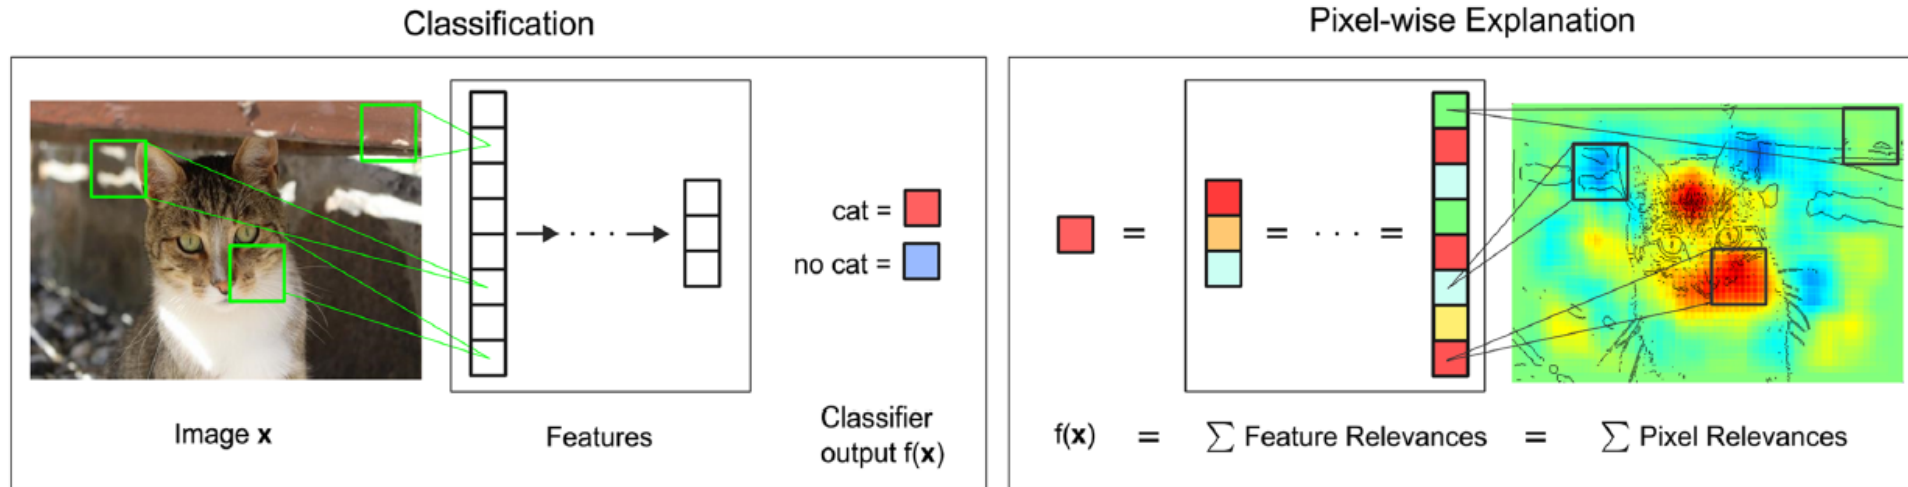 Classification
cat =
no cat =
Image x
Features
Classifier
output f(x)
Pixel-wise Explanation
= = · · · =
f(x) = ∑ Feature Relevances = ∑ Pixel Relevances